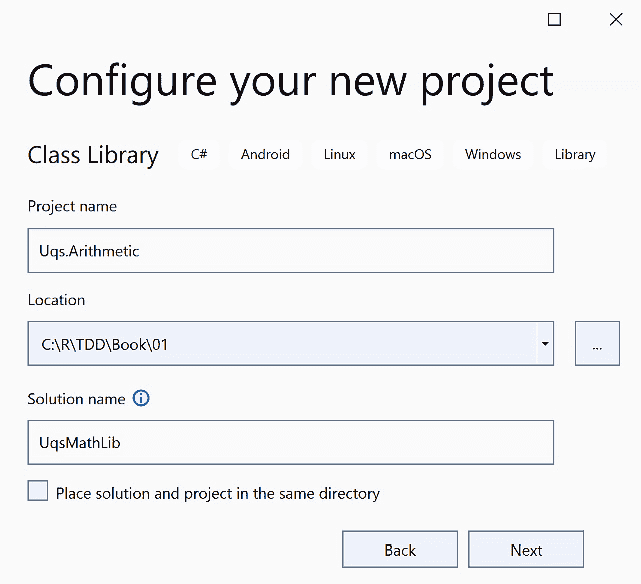 Configure your new project
Class Library C# Android Linux macOS Windows Library
Project name
Uqs.Arithmetic
Location
C:\R\TDD\Book\01
...
Solution name
UqsMathLib
Place solution and project in the same directory
Back Next